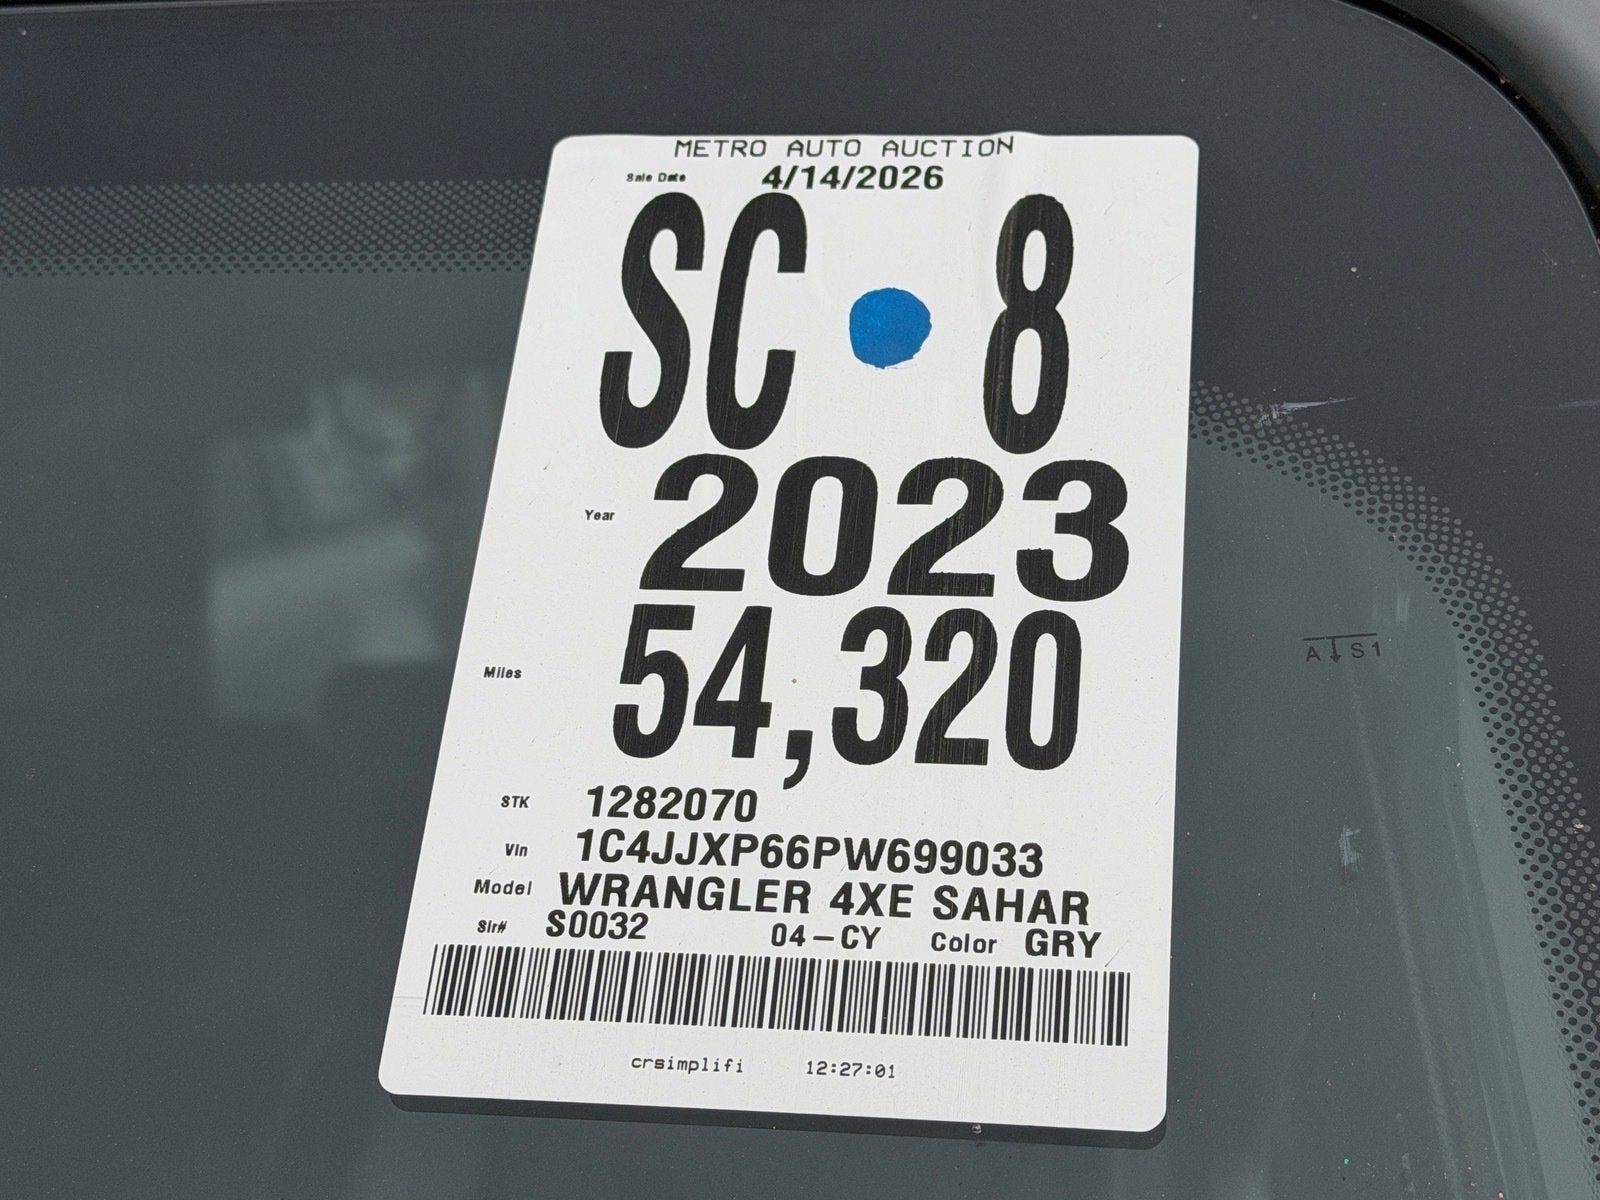 METRO AUTO AUCTION
Sale Date 4/14/2026
SC 8
Year 2023
Miles 54,320
STK 1282070
Vin 1C4JJXP66PW699033
Model WRANGLER 4XE SAHAR
Slr# S0032 04-CY Color GRY
crsimplifi 12:27:01
AS1